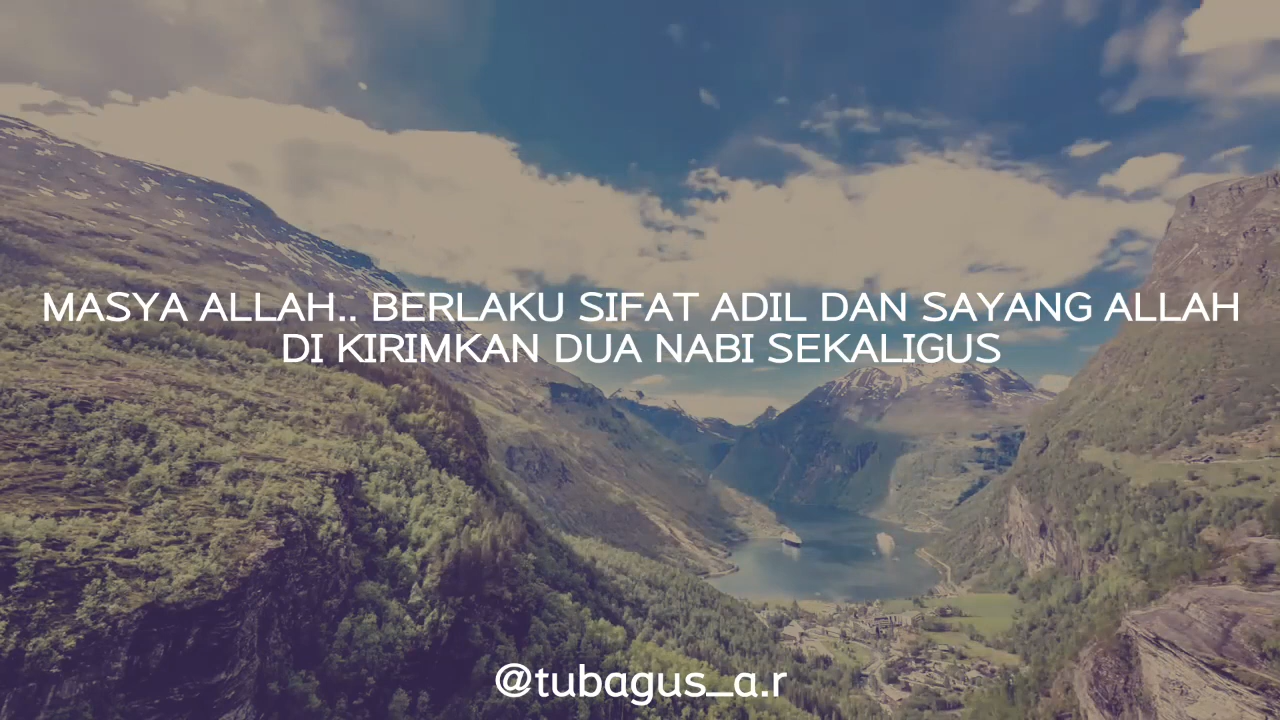 MASYA ALLAH.. BERLAKU SIFAT ADIL DAN SAYANG ALLAH
DI KIRIMKAN DUA NABI SEKALIGUS
@tubagus_a.r